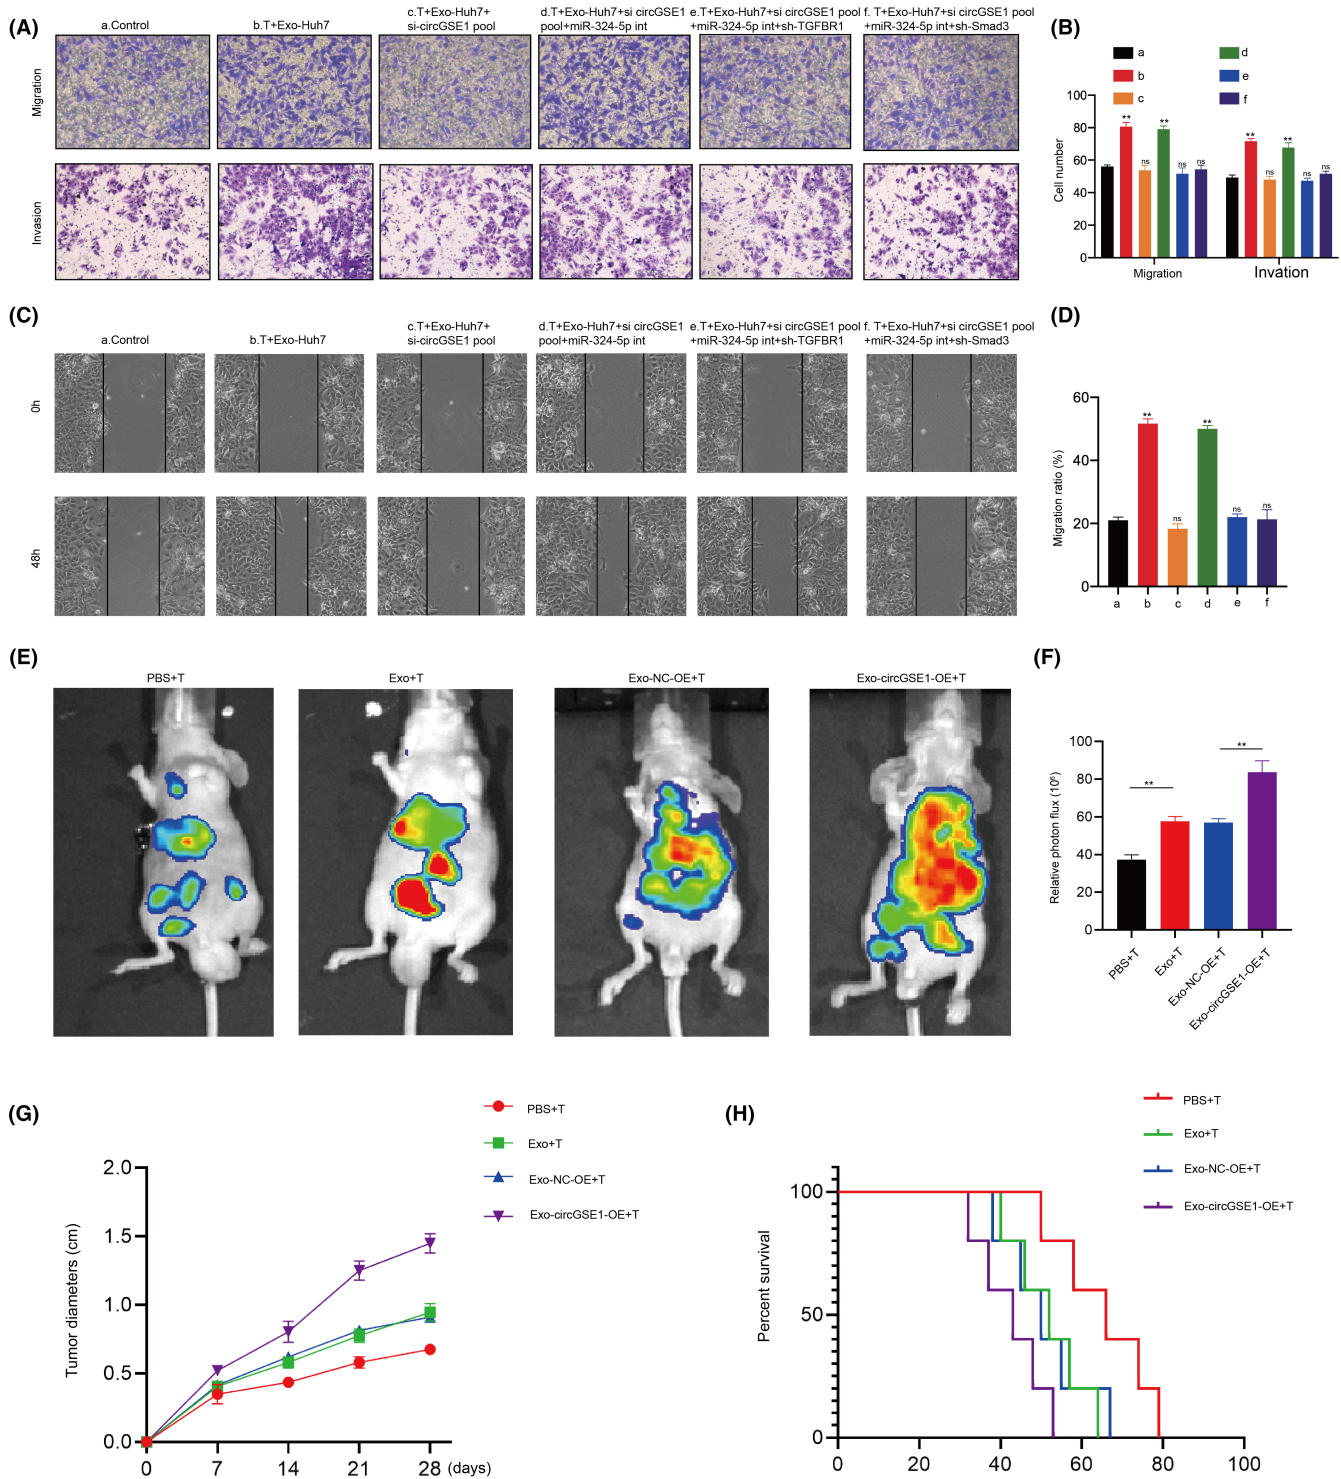 (A)
a.Control
b.T+Exo-Huh7
c.T+Exo-Huh7+
si-circGSE1 pool
d.T+Exo-Huh7+si circGSE1
pool+miR-324-5p int
e.T+Exo-Huh7+si circGSE1 pool
+miR-324-5p int+sh-TGFBR1
f. T+Exo-Huh7+si circGSE1 pool
+miR-324-5p int+sh-Smad3
Migration
Invasion
(B)
a
b
c
d
e
f
Cell number
100
80
60
40
20
0
** ns ** ns ns
** ns ** ns ns
Migration
Invation
(C)
a.Control
b.T+Exo-Huh7
c.T+Exo-Huh7+
si-circGSE1 pool
d.T+Exo-Huh7+si circGSE1
pool+miR-324-5p int
e.T+Exo-Huh7+si circGSE1 pool
+miR-324-5p int+sh-TGFBR1
f. T+Exo-Huh7+si circGSE1 pool
+miR-324-5p int+sh-Smad3
0h
48h
(D)
Migration ratio (%)
60
40
20
0
** ns ** ns ns
a b c d e f
(E)
PBS+T
Exo+T
Exo-NC-OE+T
Exo-circGSE1-OE+T
(F)
Relative photon flux (10⁶)
100
80
60
40
20
0
**
**
PBS+T
Exo+T
Exo-NC-OE+T
Exo-circGSE1-OE+T
(G)
PBS+T
Exo+T
Exo-NC-OE+T
Exo-circGSE1-OE+T
Tumor diameters (cm)
2.0
1.5
1.0
0.5
0.0
0 7 14 21 28 (days)
(H)
PBS+T
Exo+T
Exo-NC-OE+T
Exo-circGSE1-OE+T
Percent survival
100
50
0
0 20 40 60 80 100